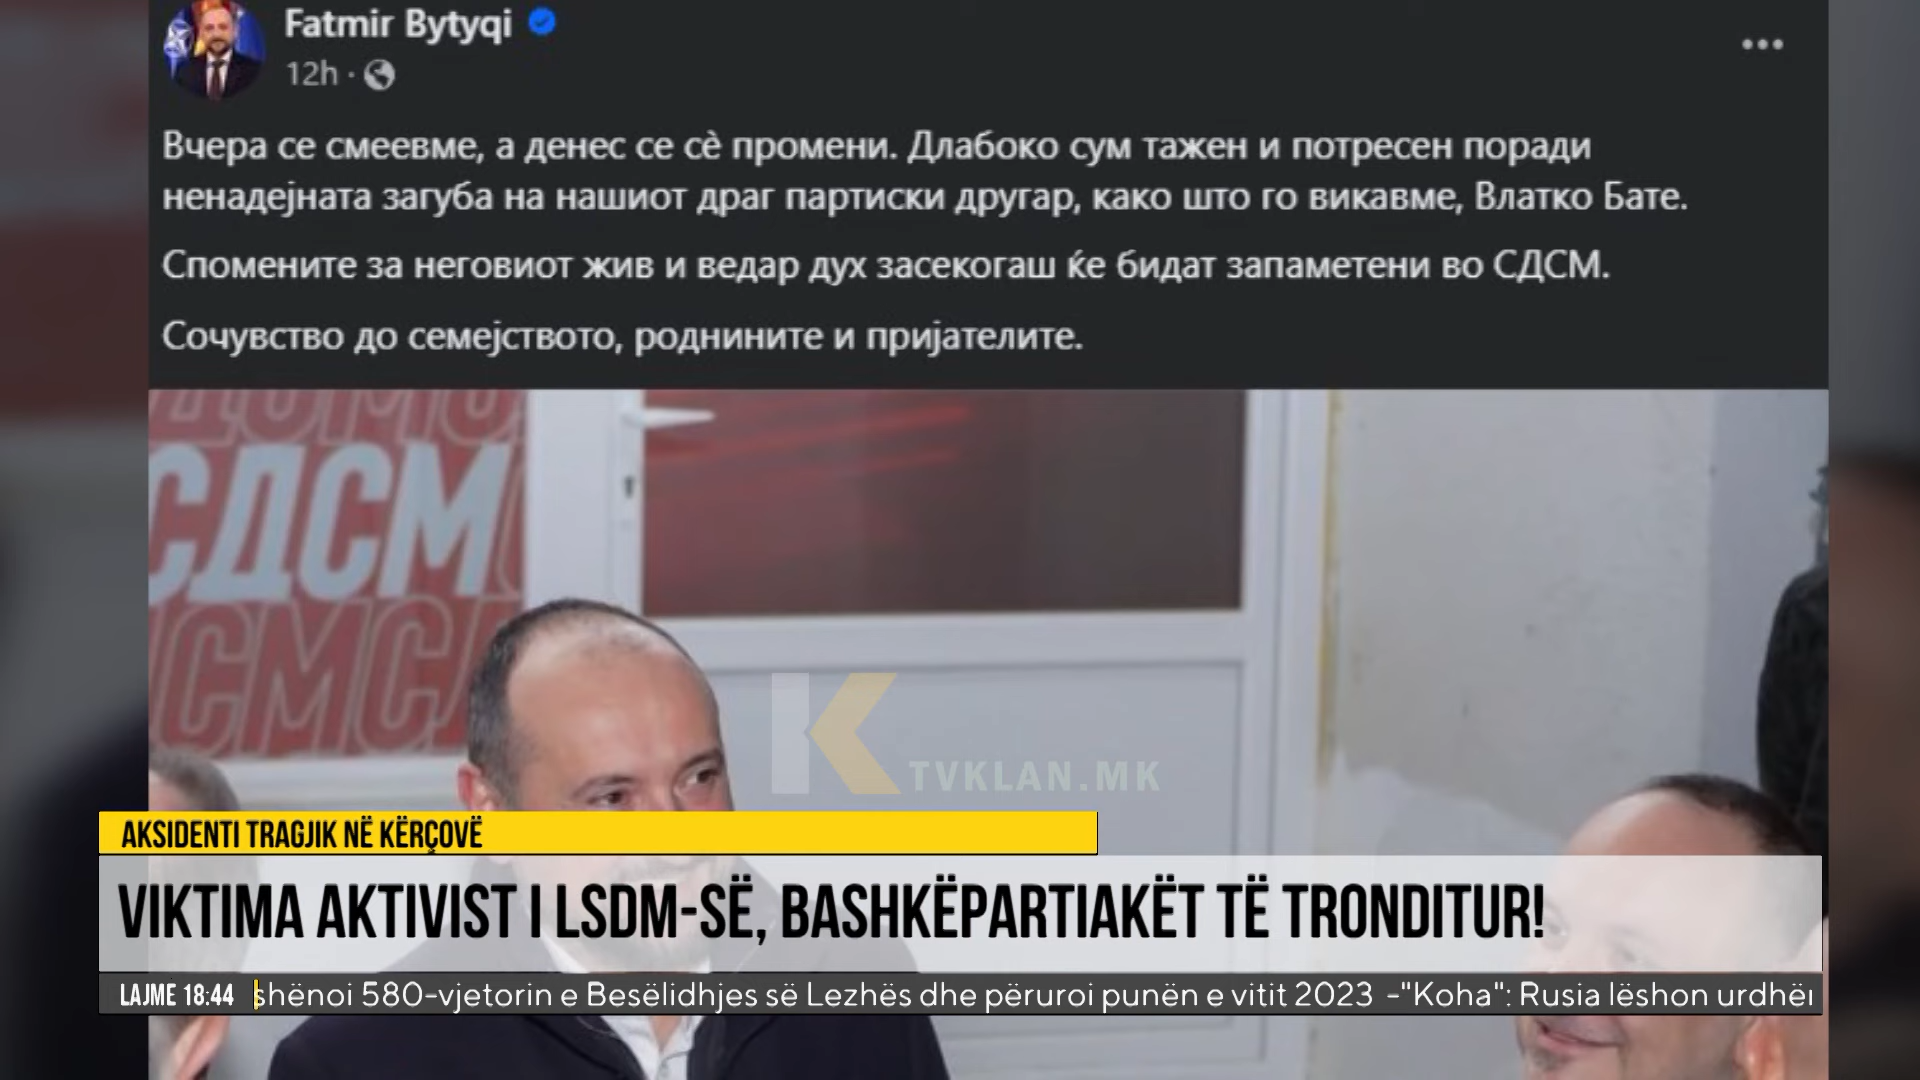 Fatmir Bytyqi
12h ·
Вчера се смеевме, а денес се сѐ промени. Длабоко сум тажен и потресен поради
ненадејната загуба на нашиот драг партиски другар, како што го викавме, Влатко Бате.
Спомените за неговиот жив и ведар дух засекогаш ќе бидат запаметени во СДСМ.
Сочувство до семејството, роднините и пријателите.
СДСМ
TVKLAN.MK
AKSIDENTI TRAGJIK NË KËRÇOVË
VIKTIMA AKTIVIST I LSDM-SË, BASHKËPARTIAKËT TË TRONDITUR!
LAJME 18:44 shënoi 580-vjetorin e Besëlidhjes së Lezhës dhe përuroi punën e vitit 2023 -"Koha": Rusia lëshon